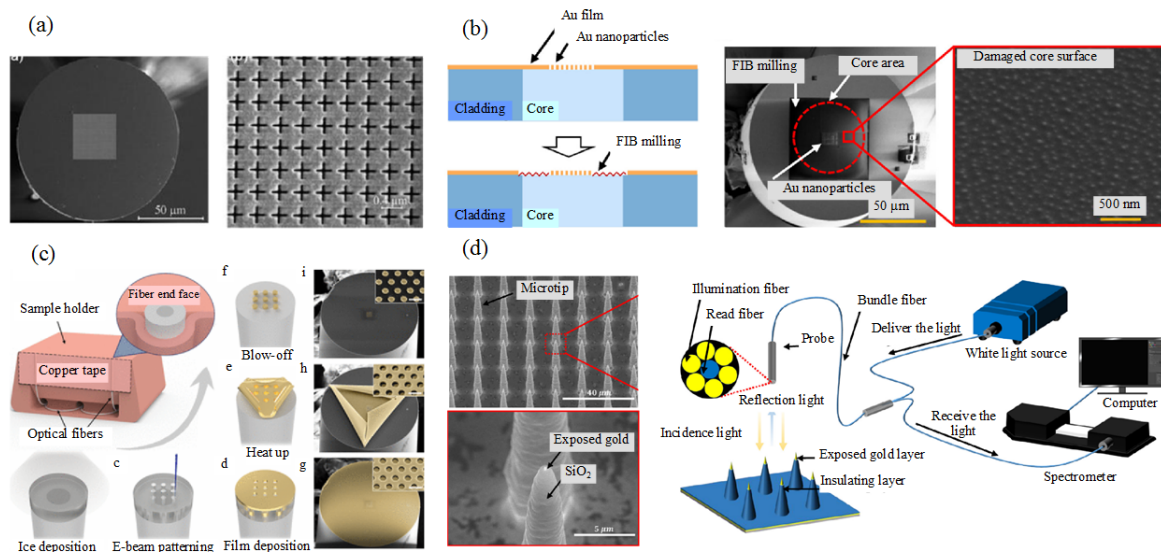 (a)
50 μm
0.4 μm
(b)
Au film
Au nanoparticles
Cladding
Core
FIB milling
Cladding
Core
FIB milling
Core area
Au nanoparticles
50 μm
Damaged core surface
500 nm
(c)
Sample holder
Fiber end face
Copper tape
Optical fibers
f
Blow-off
i
e
Heat up
h
Ice deposition
c
E-beam patterning
d
Film deposition
g
(d)
Microtip
40 μm
Exposed gold
SiO2
5 μm
Illumination fiber
Read fiber
Probe
Reflection light
Incidence light
Bundle fiber
Deliver the light
White light source
Computer
Receive the
light
Spectrometer
Exposed gold layer
Insulating layer